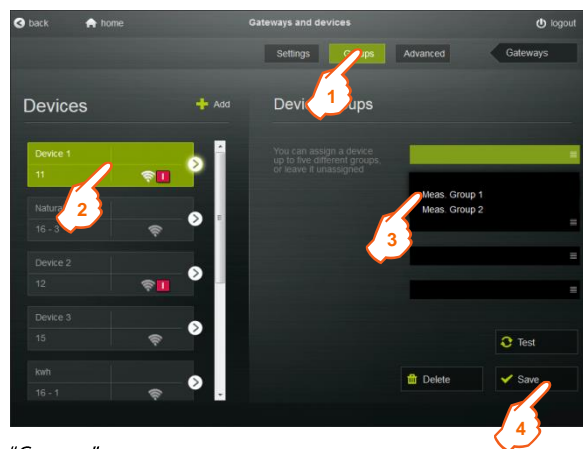 back
home
Gateways and devices
logout
Settings
Advanced
Gateways
1
Devices
Add
You can assign a device
up to five different groups,
or leave it unassigned
Device 1
11
I
2
16 - 3
Meas. Group 1
Meas. Group 2
3
Device 2
12
I
Device 3
15
Test
kwh
16 - 1
Delete
Save
4